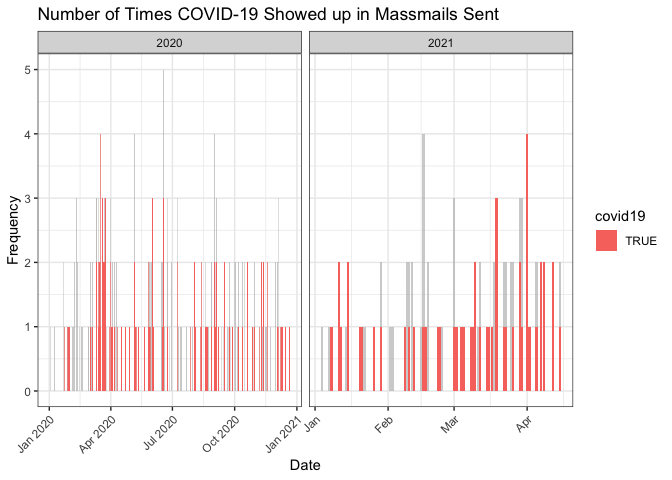 Number of Times COVID-19 Showed up in Massmails Sent
2020
2021
5
4
3
2
1
0
Frequency
Jan 2020
Apr 2020
Jul 2020
Oct 2020
Jan 2021
Jan
Feb
Mar
Apr
Date
covid19
TRUE